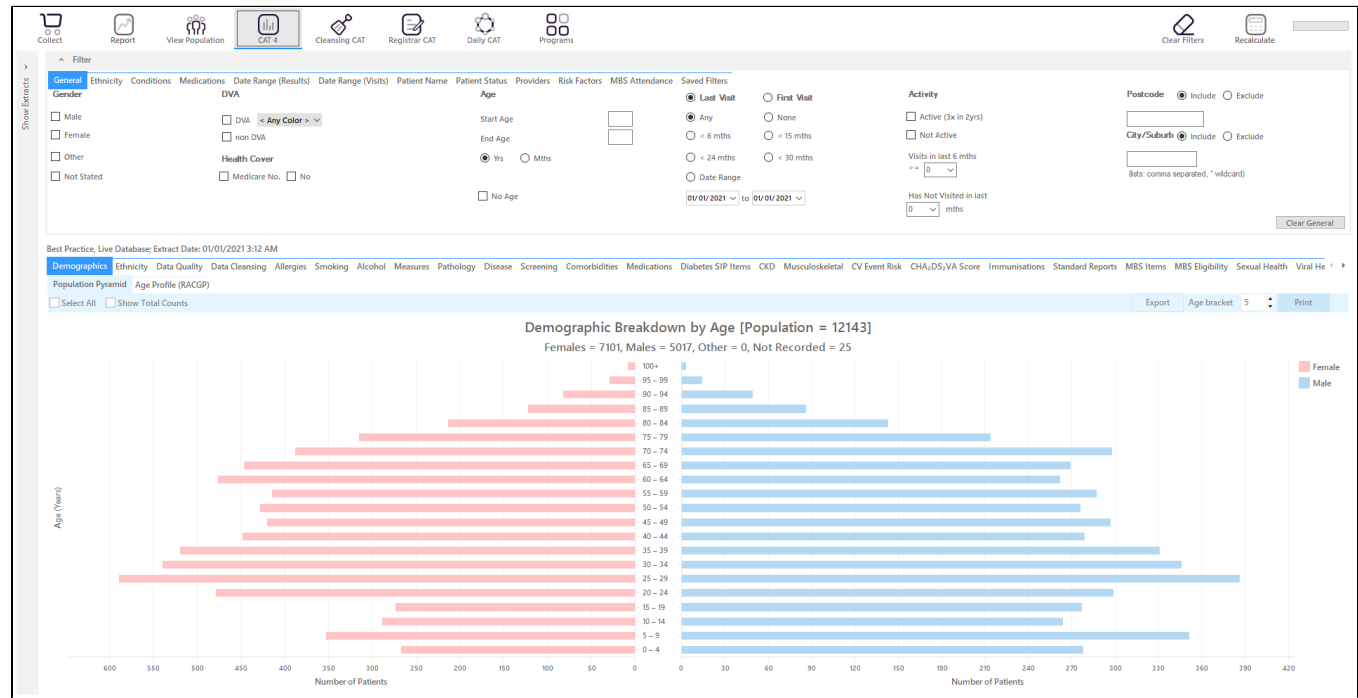 Collect Report View Population CAT 4 Cleansing CAT Registrar CAT Daily CAT Programs Clear Filters Recalculate
Filter
Show Extracts
General Ethnicity Conditions Medications Date Range (Results) Date Range (Visits) Patient Name Patient Status Providers Risk Factors MBS Attendance Saved Filters
Gender DVA Age Last Visit First Visit Activity Postcode Include Exclude
Male DVA < Any Color > Start Age Any None Active (3x in 2yrs)
Female non DVA End Age < 6 mths < 15 mths Not Active City/Suburb Include Exclude
Other Health Cover Yrs Mths < 24 mths < 30 mths Visits in last 6 mths
>= 0
Not Stated Medicare No. No Date Range (lists: comma separated, * wildcard)
No Age 01/01/2021 to 01/01/2021 Has Not Visited in last
0 mths
Clear General
Best Practice, Live Database; Extract Date: 01/01/2021 3:12 AM
Demographics Ethnicity Data Quality Data Cleansing Allergies Smoking Alcohol Measures Pathology Disease Screening Comorbidities Medications Diabetes SIP Items CKD Musculoskeletal CV Event Risk CHA₂DS₂VA Score Immunisations Standard Reports MBS Items MBS Eligibility Sexual Health Viral He
Population Pyramid Age Profile (RACGP)
Select All Show Total Counts Export Age bracket 5 Print
Demographic Breakdown by Age [Population = 12143]
Females = 7101, Males = 5017, Other = 0, Not Recorded = 25
Female
Male
Age (Years)
100+
95 – 99
90 – 94
85 – 89
80 – 84
75 – 79
70 – 74
65 – 69
60 – 64
55 – 59
50 – 54
45 – 49
40 – 44
35 – 39
30 – 34
25 – 29
20 – 24
15 – 19
10 – 14
5 – 9
0 – 4
600 550 500 450 400 350 300 250 200 150 100 50 0 0 30 60 90 120 150 180 210 240 270 300 330 360 390 420
Number of Patients Number of Patients